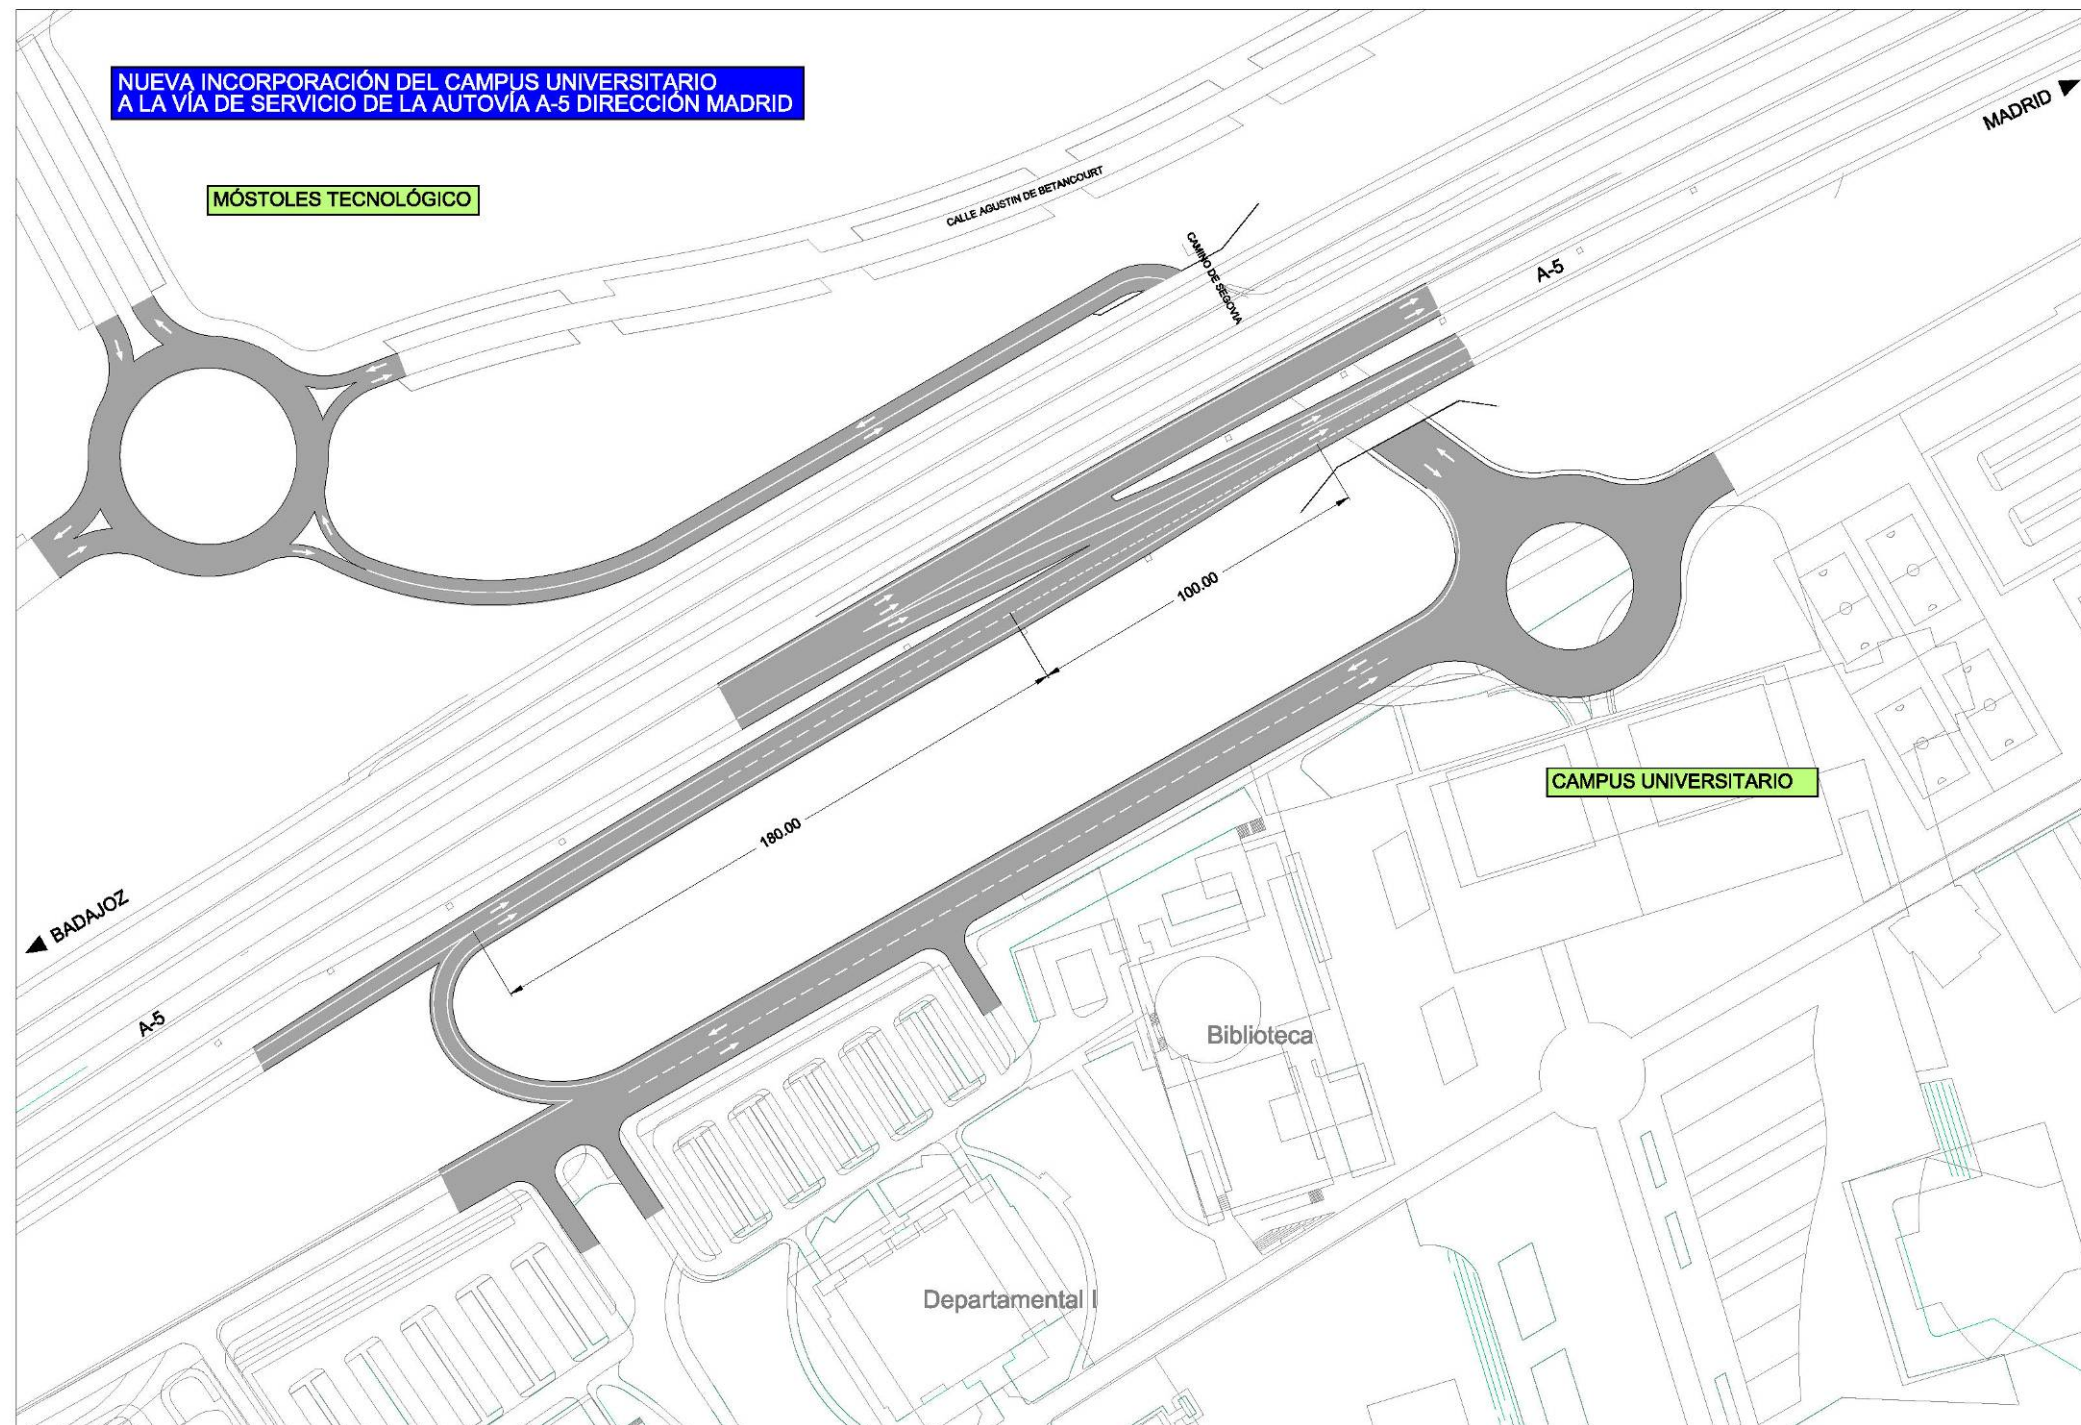 NUEVA INCORPORACIÓN DEL CAMPUS UNIVERSITARIO
A LA VÍA DE SERVICIO DE LA AUTOVÍA A-5 DIRECCIÓN MADRID
MADRID
MÓSTOLES TECNOLÓGICO
CALLE AGUSTIN DE BETANCOURT
CAMINO DE SEGOVIA
A-5
100.00
CAMPUS UNIVERSITARIO
180.00
BADAJOZ
A-5
Biblioteca
Departamental I